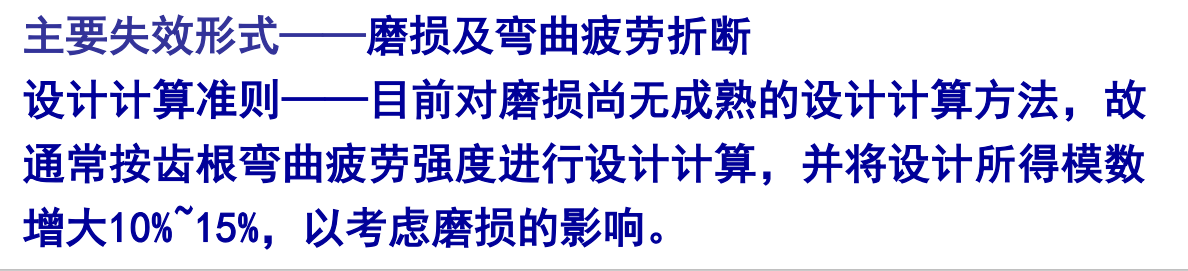 主要失效形式——磨损及弯曲疲劳折断
设计计算准则——目前对磨损尚无成熟的设计计算方法，故
通常按齿根弯曲疲劳强度进行设计计算，并将设计所得模数
增大10%~15%，以考虑磨损的影响。